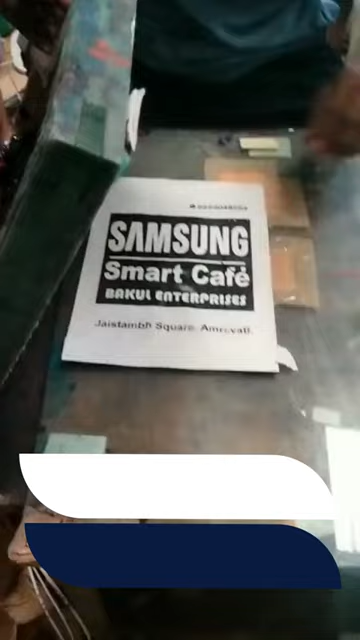 SAMSUNG
Smart Café
BAKUL ENTERPRISES
Jaistambh Square, Amravati.